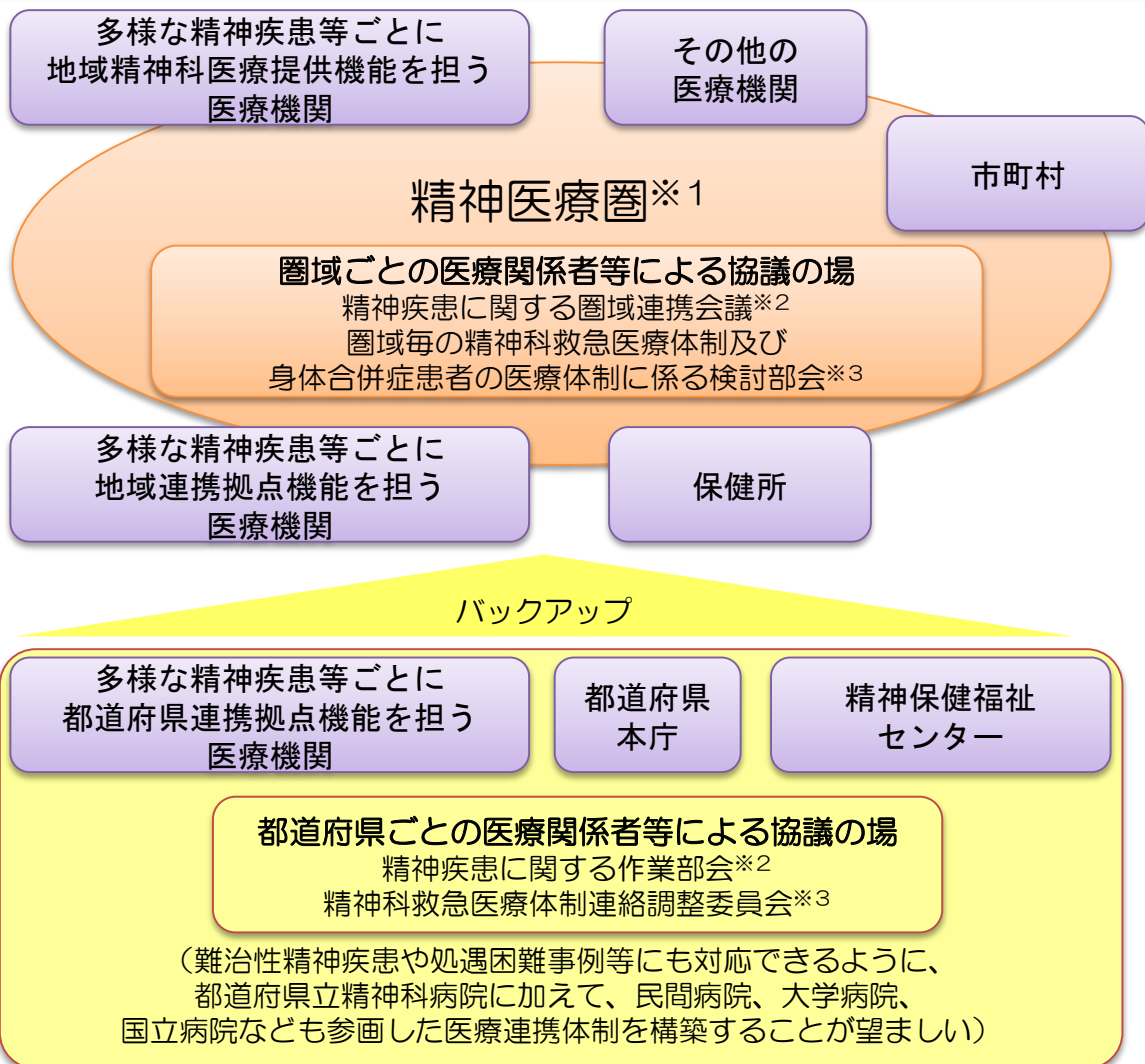 多様な精神疾患等ごとに
地域精神科医療提供機能を担う
医療機関
その他の
医療機関
市町村
精神医療圏※1
圏域ごとの医療関係者等による協議の場
精神疾患に関する圏域連携会議※2
圏域毎の精神科救急医療体制及び
身体合併症患者の医療体制に係る検討部会※3
多様な精神疾患等ごとに
地域連携拠点機能を担う
医療機関
保健所
バックアップ
多様な精神疾患等ごとに
都道府県連携拠点機能を担う
医療機関
都道府県
本庁
精神保健福祉
センター
都道府県ごとの医療関係者等による協議の場
精神疾患に関する作業部会※2
精神科救急医療体制連絡調整委員会※3
（難治性精神疾患や処遇困難事例等にも対応できるように、
都道府県立精神科病院に加えて、民間病院、大学病院、
国立病院なども参画した医療連携体制を構築することが望ましい）